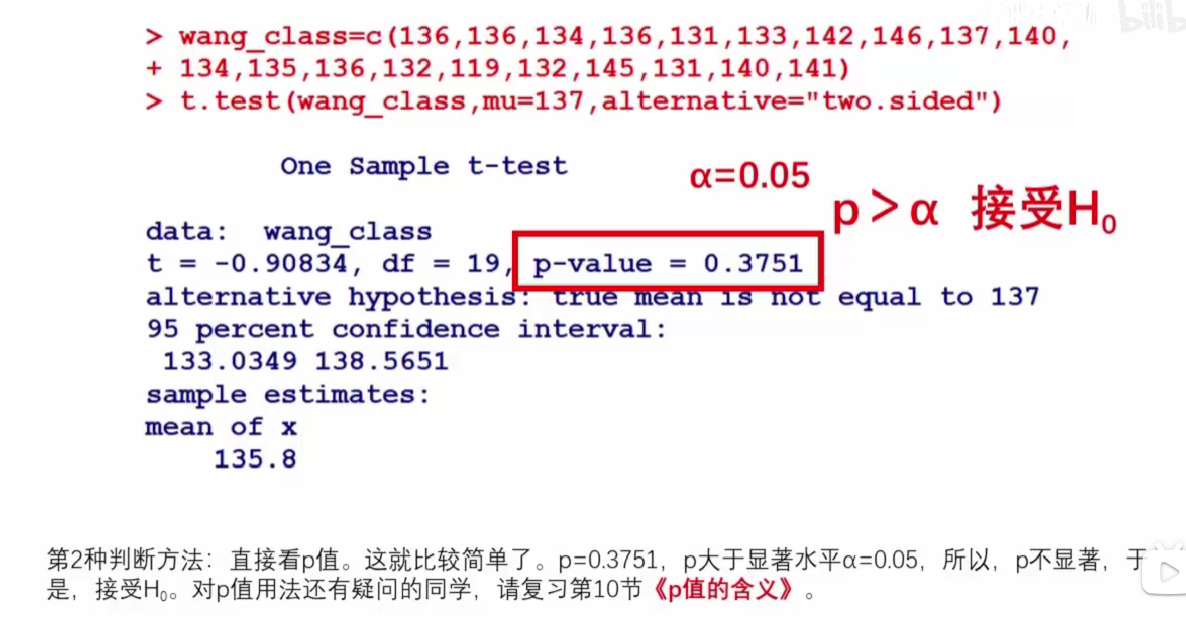 > wang_class=c(136,136,134,136,131,133,142,146,137,140,
+ 134,135,136,132,119,132,145,131,140,141)
> t.test(wang_class,mu=137,alternative="two.sided")
One Sample t-test
α=0.05
p＞α 接受H₀
data: wang_class
t = -0.90834, df = 19, p-value = 0.3751
alternative hypothesis: true mean is not equal to 137
95 percent confidence interval:
133.0349 138.5651
sample estimates:
mean of x
135.8
第2种判断方法：直接看p值。这就比较简单了。p=0.3751，p大于显著水平α=0.05，所以，p不显著，于
是，接受H₀。对p值用法还有疑问的同学，请复习第10节《p值的含义》。